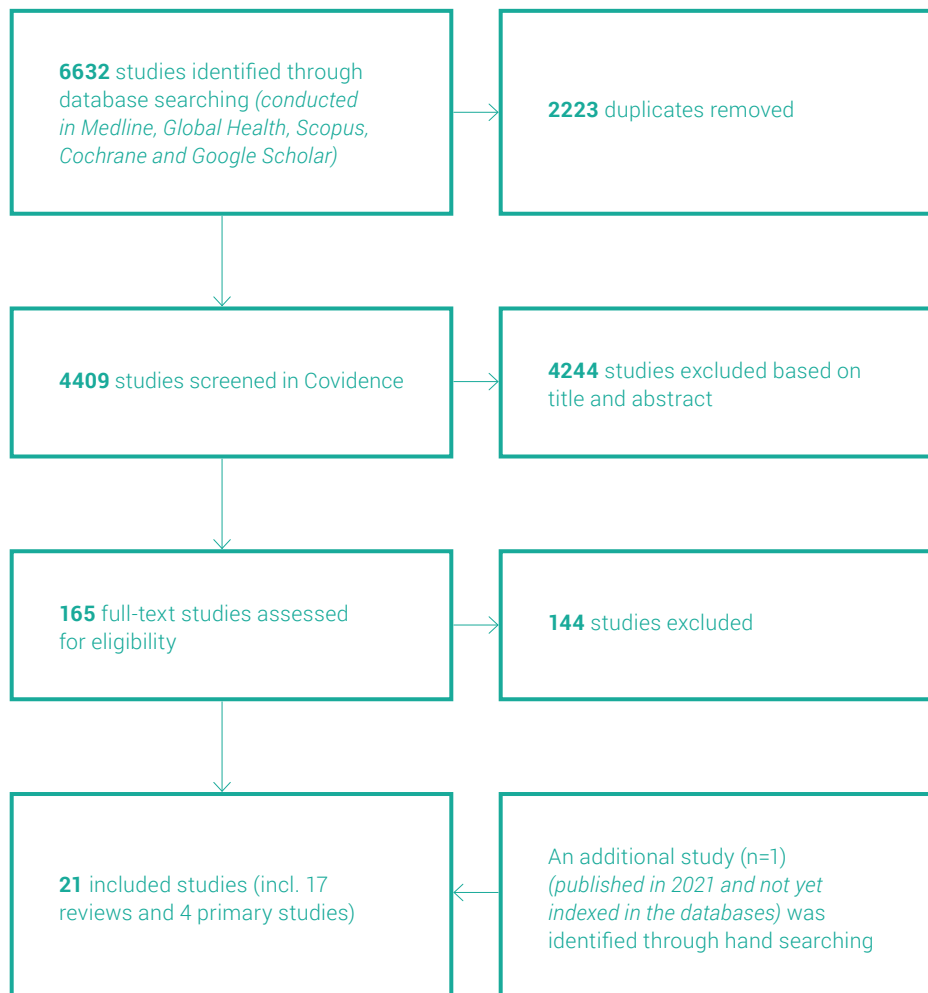 6632 studies identified through
database searching (conducted
in Medline, Global Health, Scopus,
Cochrane and Google Scholar)
2223 duplicates removed
4409 studies screened in Covidence
4244 studies excluded based on
title and abstract
165 full-text studies assessed
for eligibility
144 studies excluded
21 included studies (incl. 17
reviews and 4 primary studies)
An additional study (n=1)
(published in 2021 and not yet
indexed in the databases) was
identified through hand searching